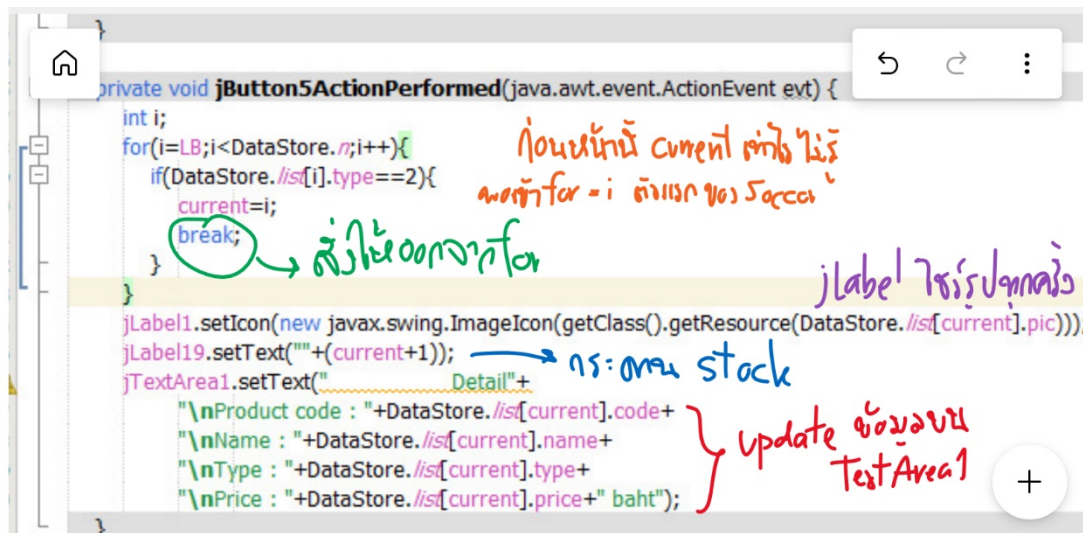 }
private void jButton5ActionPerformed(java.awt.event.ActionEvent evt) {
int i;
for(i=LB;i<DataStore.n;i++){
ก่อนหน้านี้ current เท่าไร ไม่รู้
if(DataStore.list[i].type==2){
พอเข้า for = i ตัวแรก ของ Soccer
current=i;
break;
สั่งให้ออกจาก for
}
}
jLabel ใช้รูปทุกครั้ง
jLabel1.setIcon(new javax.swing.ImageIcon(getClass().getResource(DataStore.list[current].pic)));
jLabel19.setText(""+(current+1));
stock
jTextArea1.setText(" Detail"+
"\nProduct code : "+DataStore.list[current].code+
"\nName : "+DataStore.list[current].name+
update ข้อมูลบน
"\nType : "+DataStore.list[current].type+
TextArea1
"\nPrice : "+DataStore.list[current].price+" baht");
}